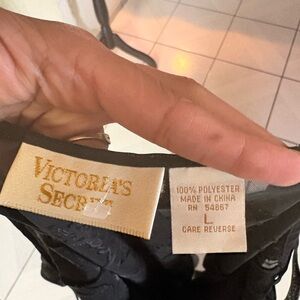 VICTORIA'S
SECRET
100% POLYESTER
MADE IN CHINA
RN 54867
L
CARE REVERSE